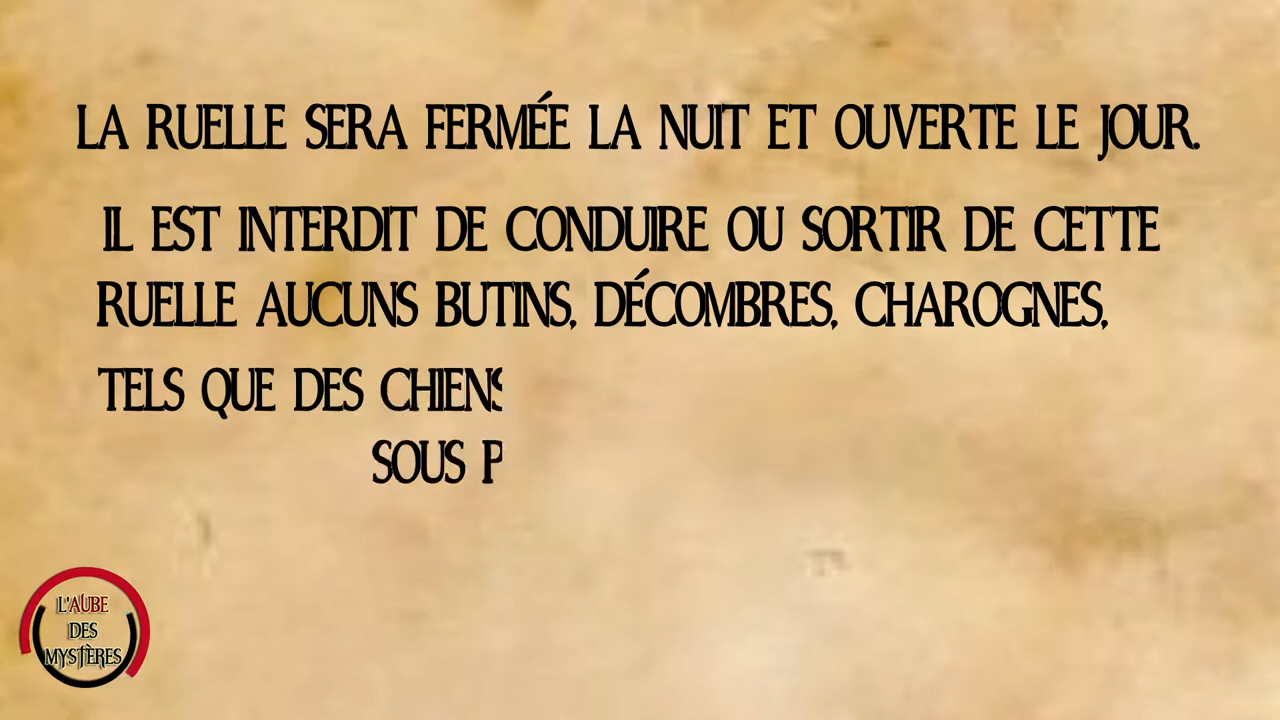 LA RUELLE SERA FERMÉE LA NUIT ET OUVERTE LE JOUR.
IL EST INTERDIT DE CONDUIRE OU SORTIR DE CETTE
RUELLE AUCUNS BUTINS, DÉCOMBRES, CHAROGNES,
TELS QUE DES CHIENS
SOUS P
L'AUBE
DES
MYSTÈRES